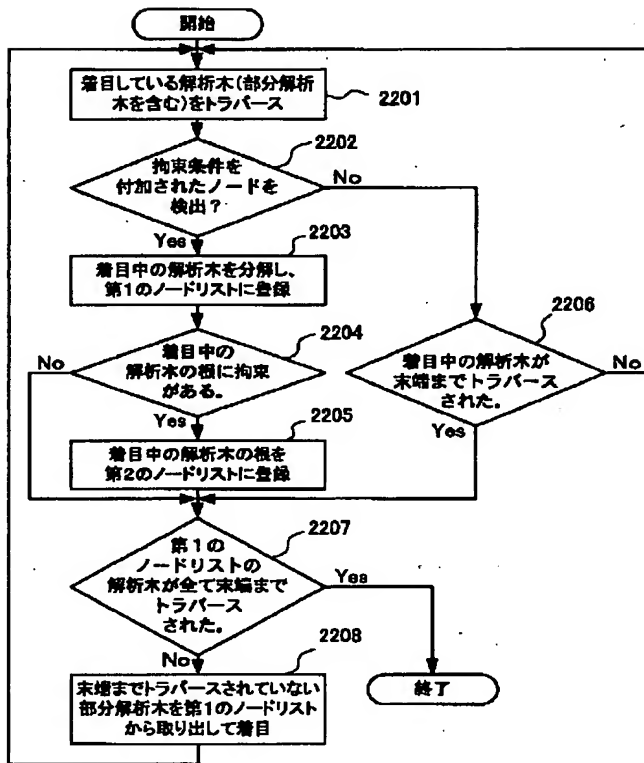 開始
着目している解析木(部分解析
木を含む)をトラバース
2201
2202
拘束条件を
付加されたノードを
検出?
No
Yes
2203
着目中の解析木を分解し、
第1のノードリストに登録
2204
着目中の
解析木の根に拘束
がある。
No
Yes
2206
着目中の解析木が
末端までトラバース
された。
No
Yes
2205
着目中の解析木の根を
第2のノードリストに登録
2207
第1の
ノードリストの
解析木が全て末端まで
トラバース
された。
Yes
No
2208
末端までトラバースされていない
部分解析木を第1のノードリスト
から取り出して着目
終了